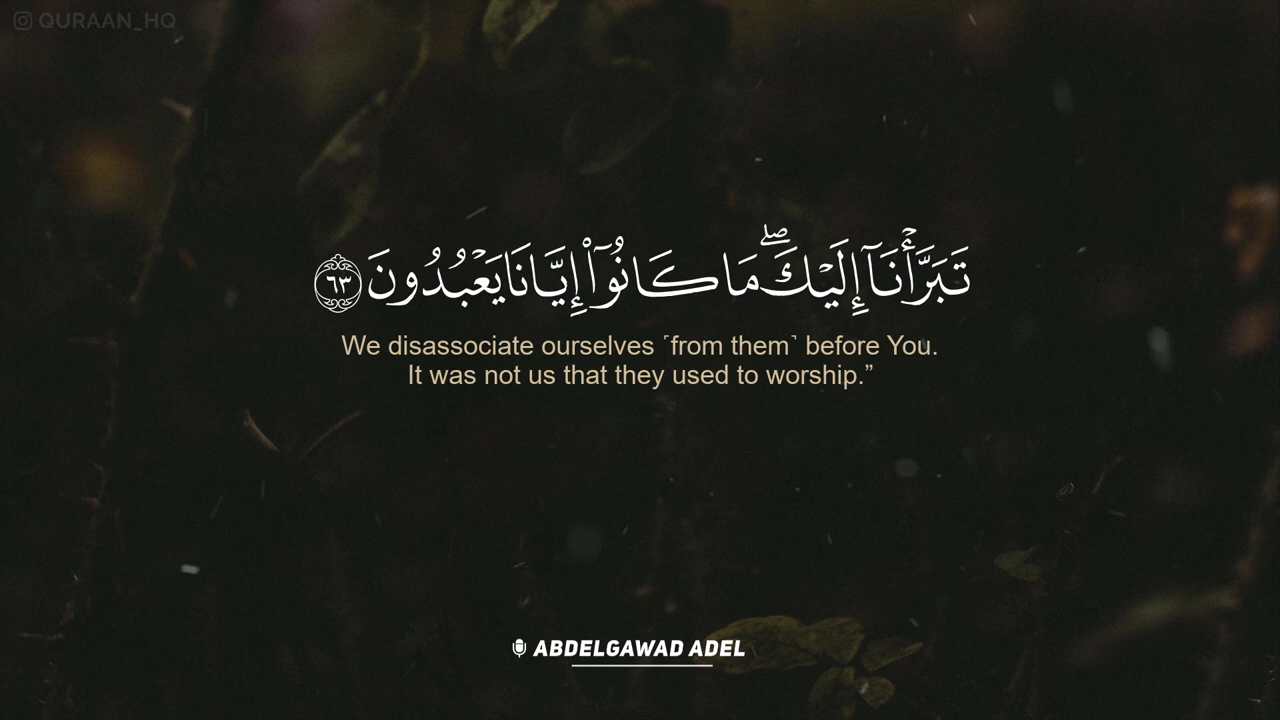 QURAAN_HQ
تَبَرَّأْنَآ إِلَيْكَ ۖ مَا كَانُوٓا۟ إِيَّانَا يَعْبُدُونَ ٦٣
We disassociate ourselves ˹from them˺ before You.
It was not us that they used to worship.”
ABDELGAWAD ADEL